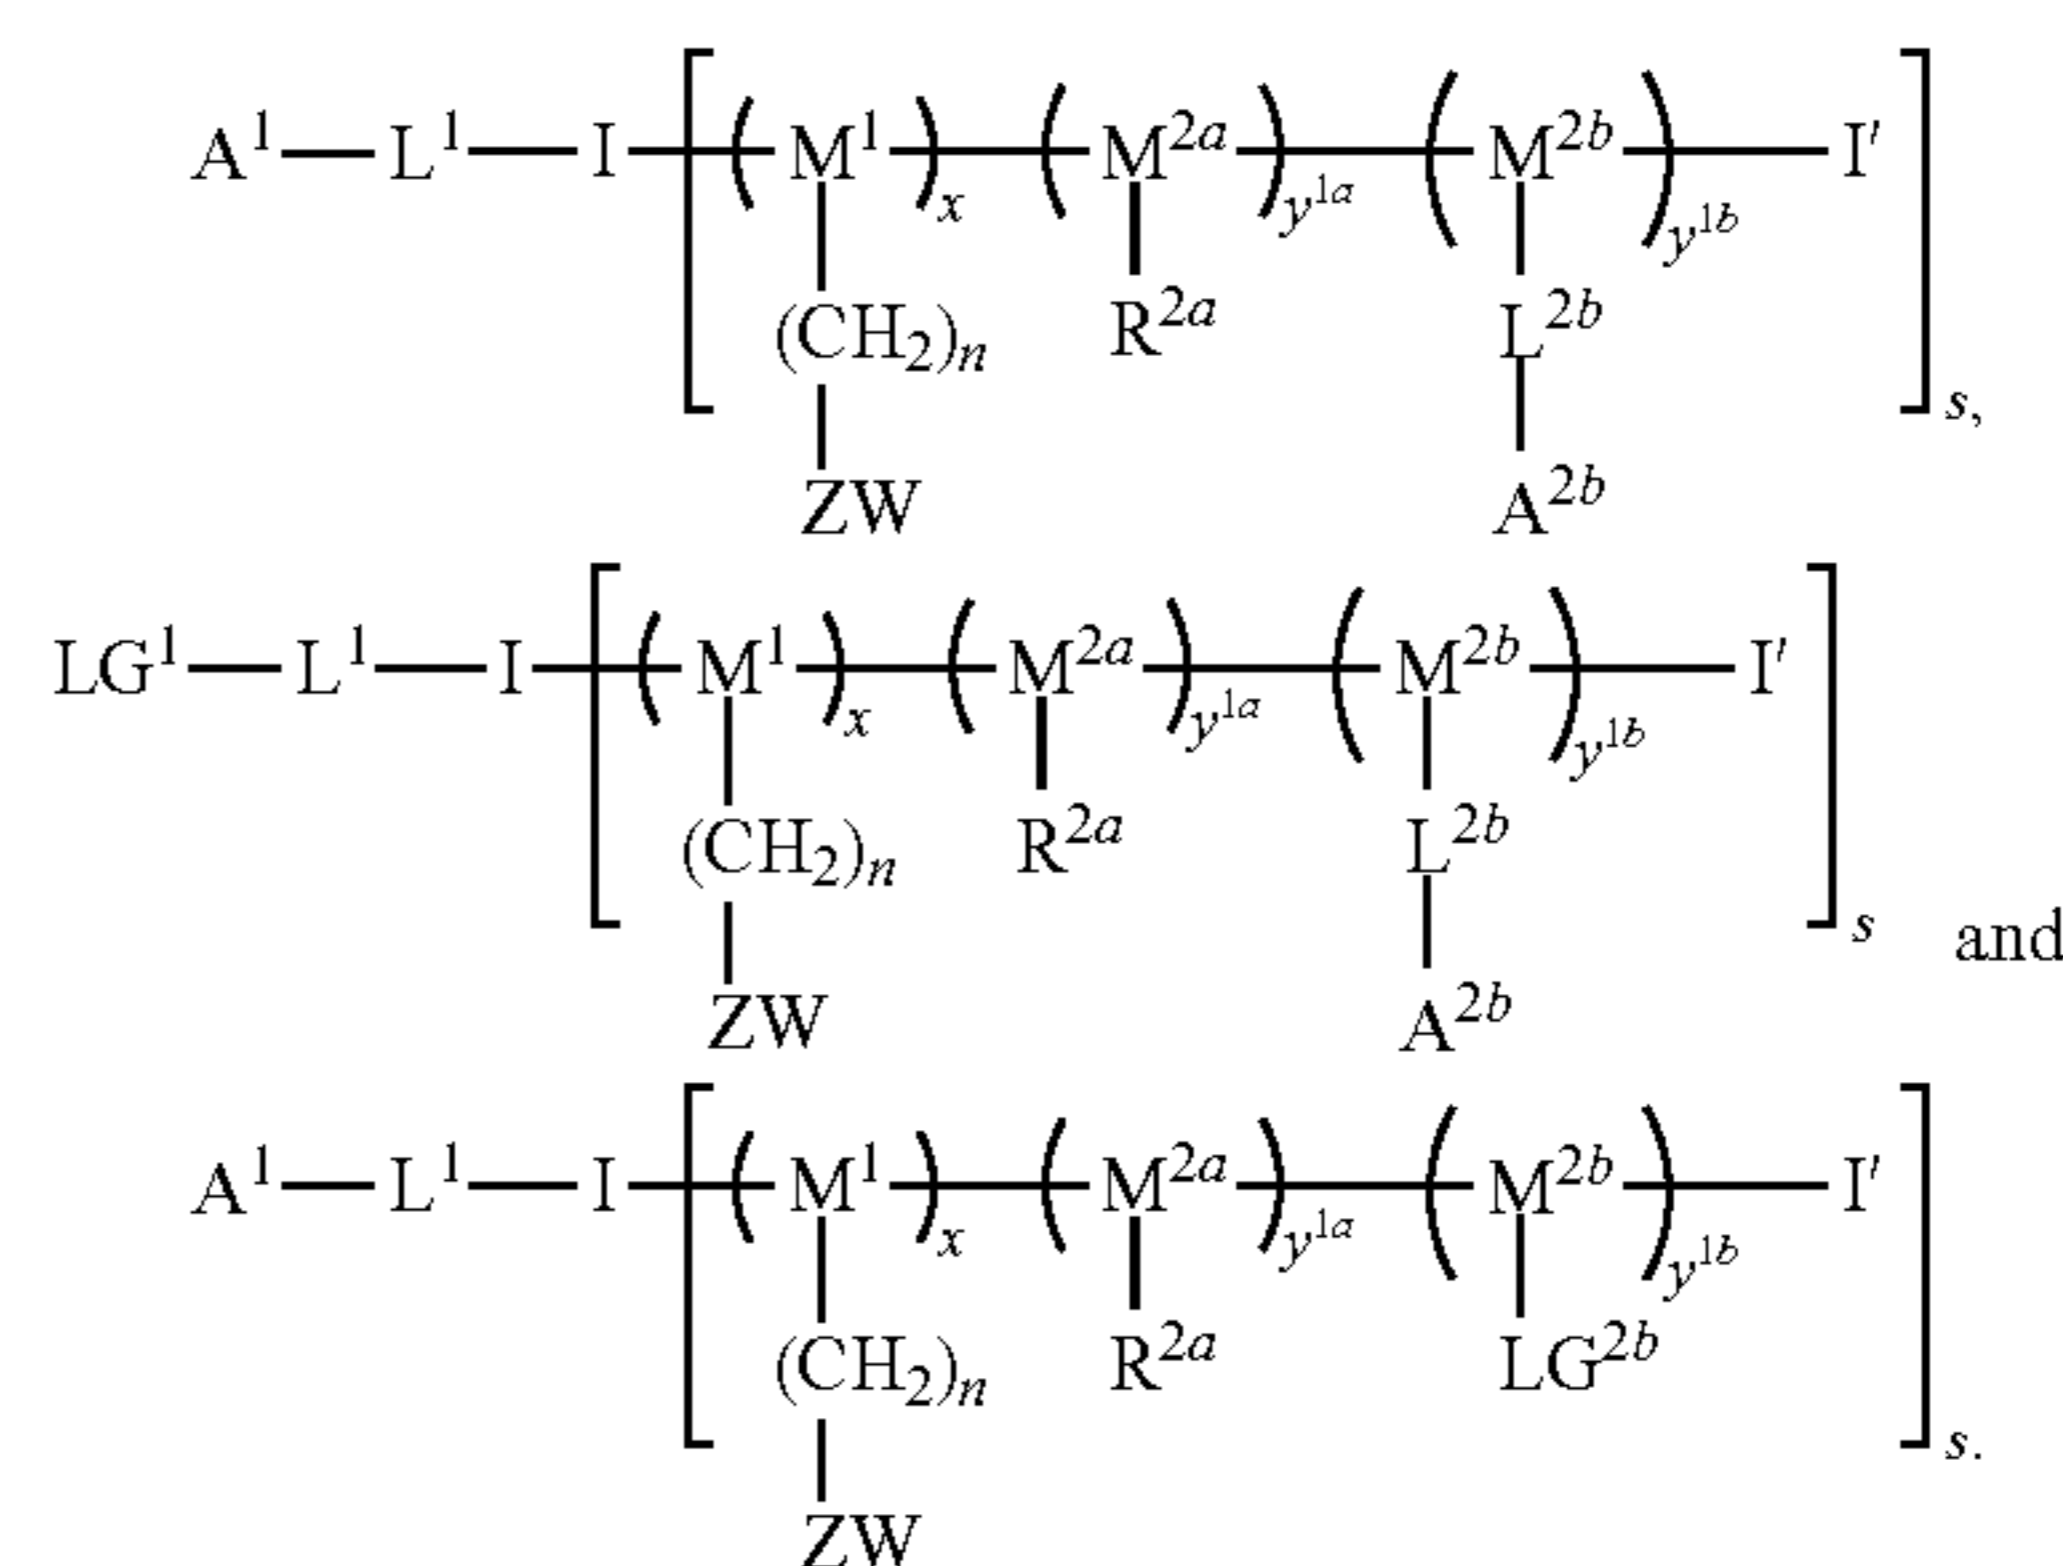 A¹—L¹—I—[(M¹)x—(M²ᵃ)y¹ᵃ—(M²ᵇ)y¹ᵇ—I′]s,
(CH₂)n R²ᵃ L²ᵇ
ZW A²ᵇ
LG¹—L¹—I—[(M¹)x—(M²ᵃ)y¹ᵃ—(M²ᵇ)y¹ᵇ—I′]s and
(CH₂)n R²ᵃ L²ᵇ
ZW A²ᵇ
A¹—L¹—I—[(M¹)x—(M²ᵃ)y¹ᵃ—(M²ᵇ)y¹ᵇ—I′]s.
(CH₂)n R²ᵃ LG²ᵇ
ZW